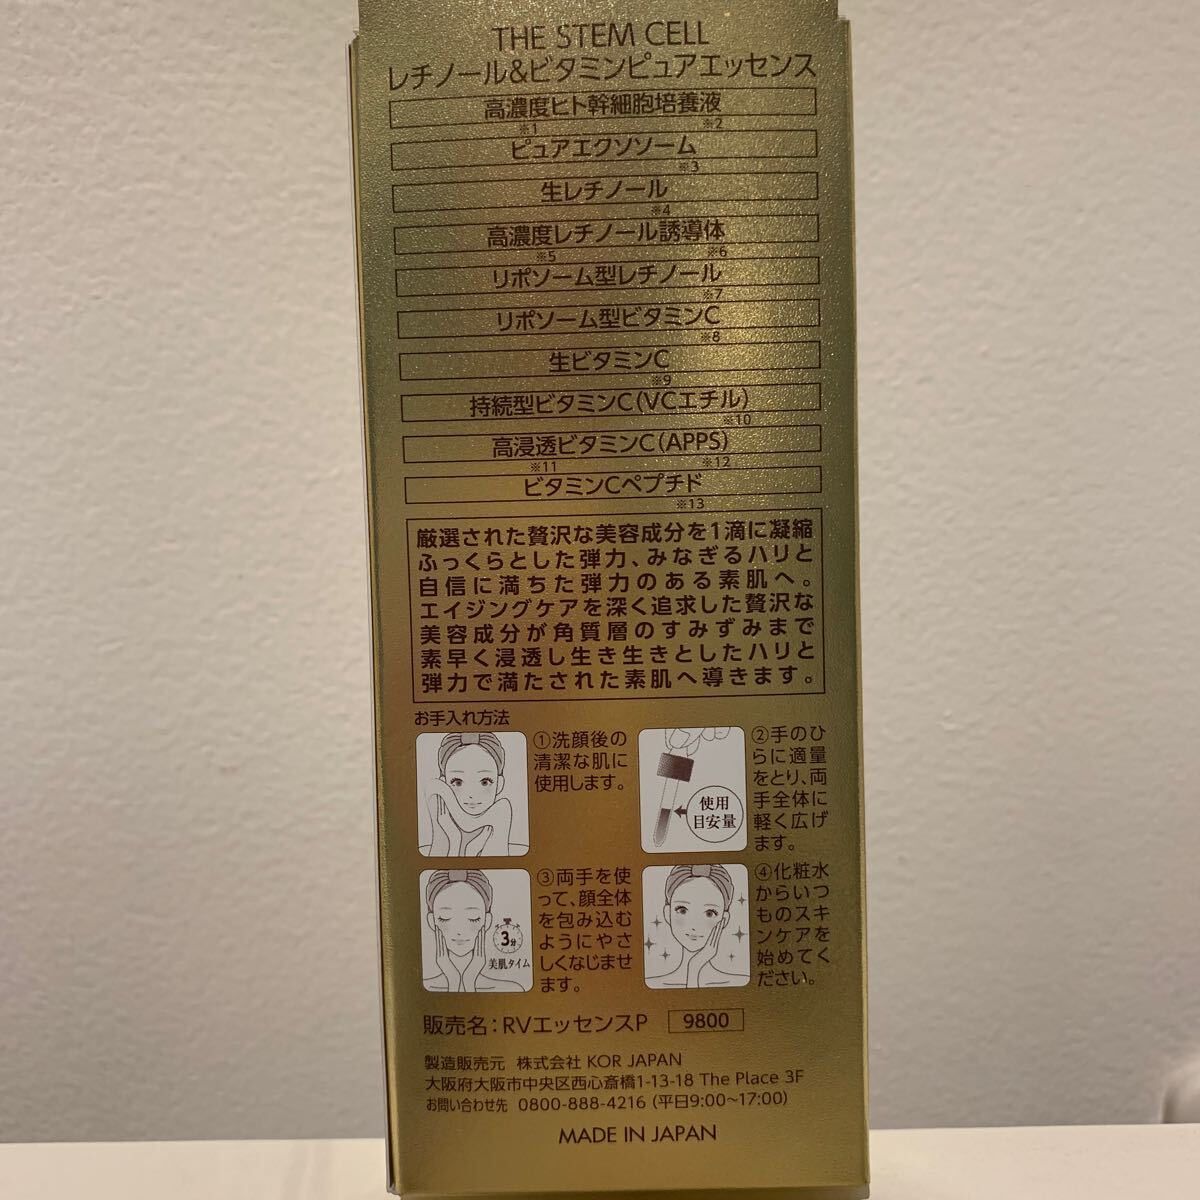 THE STEM CELL
レチノール&ビタミンピュアエッセンス
高濃度ヒト幹細胞培養液
※1 ※2
ピュアエクソソーム
※3
生レチノール
※4
高濃度レチノール誘導体
※5 ※6
リポソーム型レチノール
※7
リポソーム型ビタミンC
※8
生ビタミンC
※9
持続型ビタミンC(VCエチル)
※10
高浸透ビタミンC(APPS)
※11 ※12
ビタミンCペプチド
※13
厳選された贅沢な美容成分を1滴に凝縮
ふっくらとした弾力、みなぎるハリと
自信に満ちた弾力のある素肌へ。
エイジングケアを深く追求した贅沢な
美容成分が角質層のすみずみまで
素早く浸透し生き生きとしたハリと
弾力で満たされた素肌へ導きます。
お手入れ方法
①洗顔後の
清潔な肌に
使用します。
使用
目安量
②手のひ
らに適量
をとり、両
手全体に
軽く広げ
ます。
3分
美肌タイム
③両手を使
って、顔全体
を包み込む
ようにやさ
しくなじませ
ます。
④化粧水
からいつ
ものスキ
ンケアを
始めてく
ださい。
販売名：RVエッセンスP 9800
製造販売元 株式会社 KOR JAPAN
大阪府大阪市中央区西心斎橋1-13-18 The Place 3F
お問い合わせ先 0800-888-4216 (平日9:00~17:00)
MADE IN JAPAN